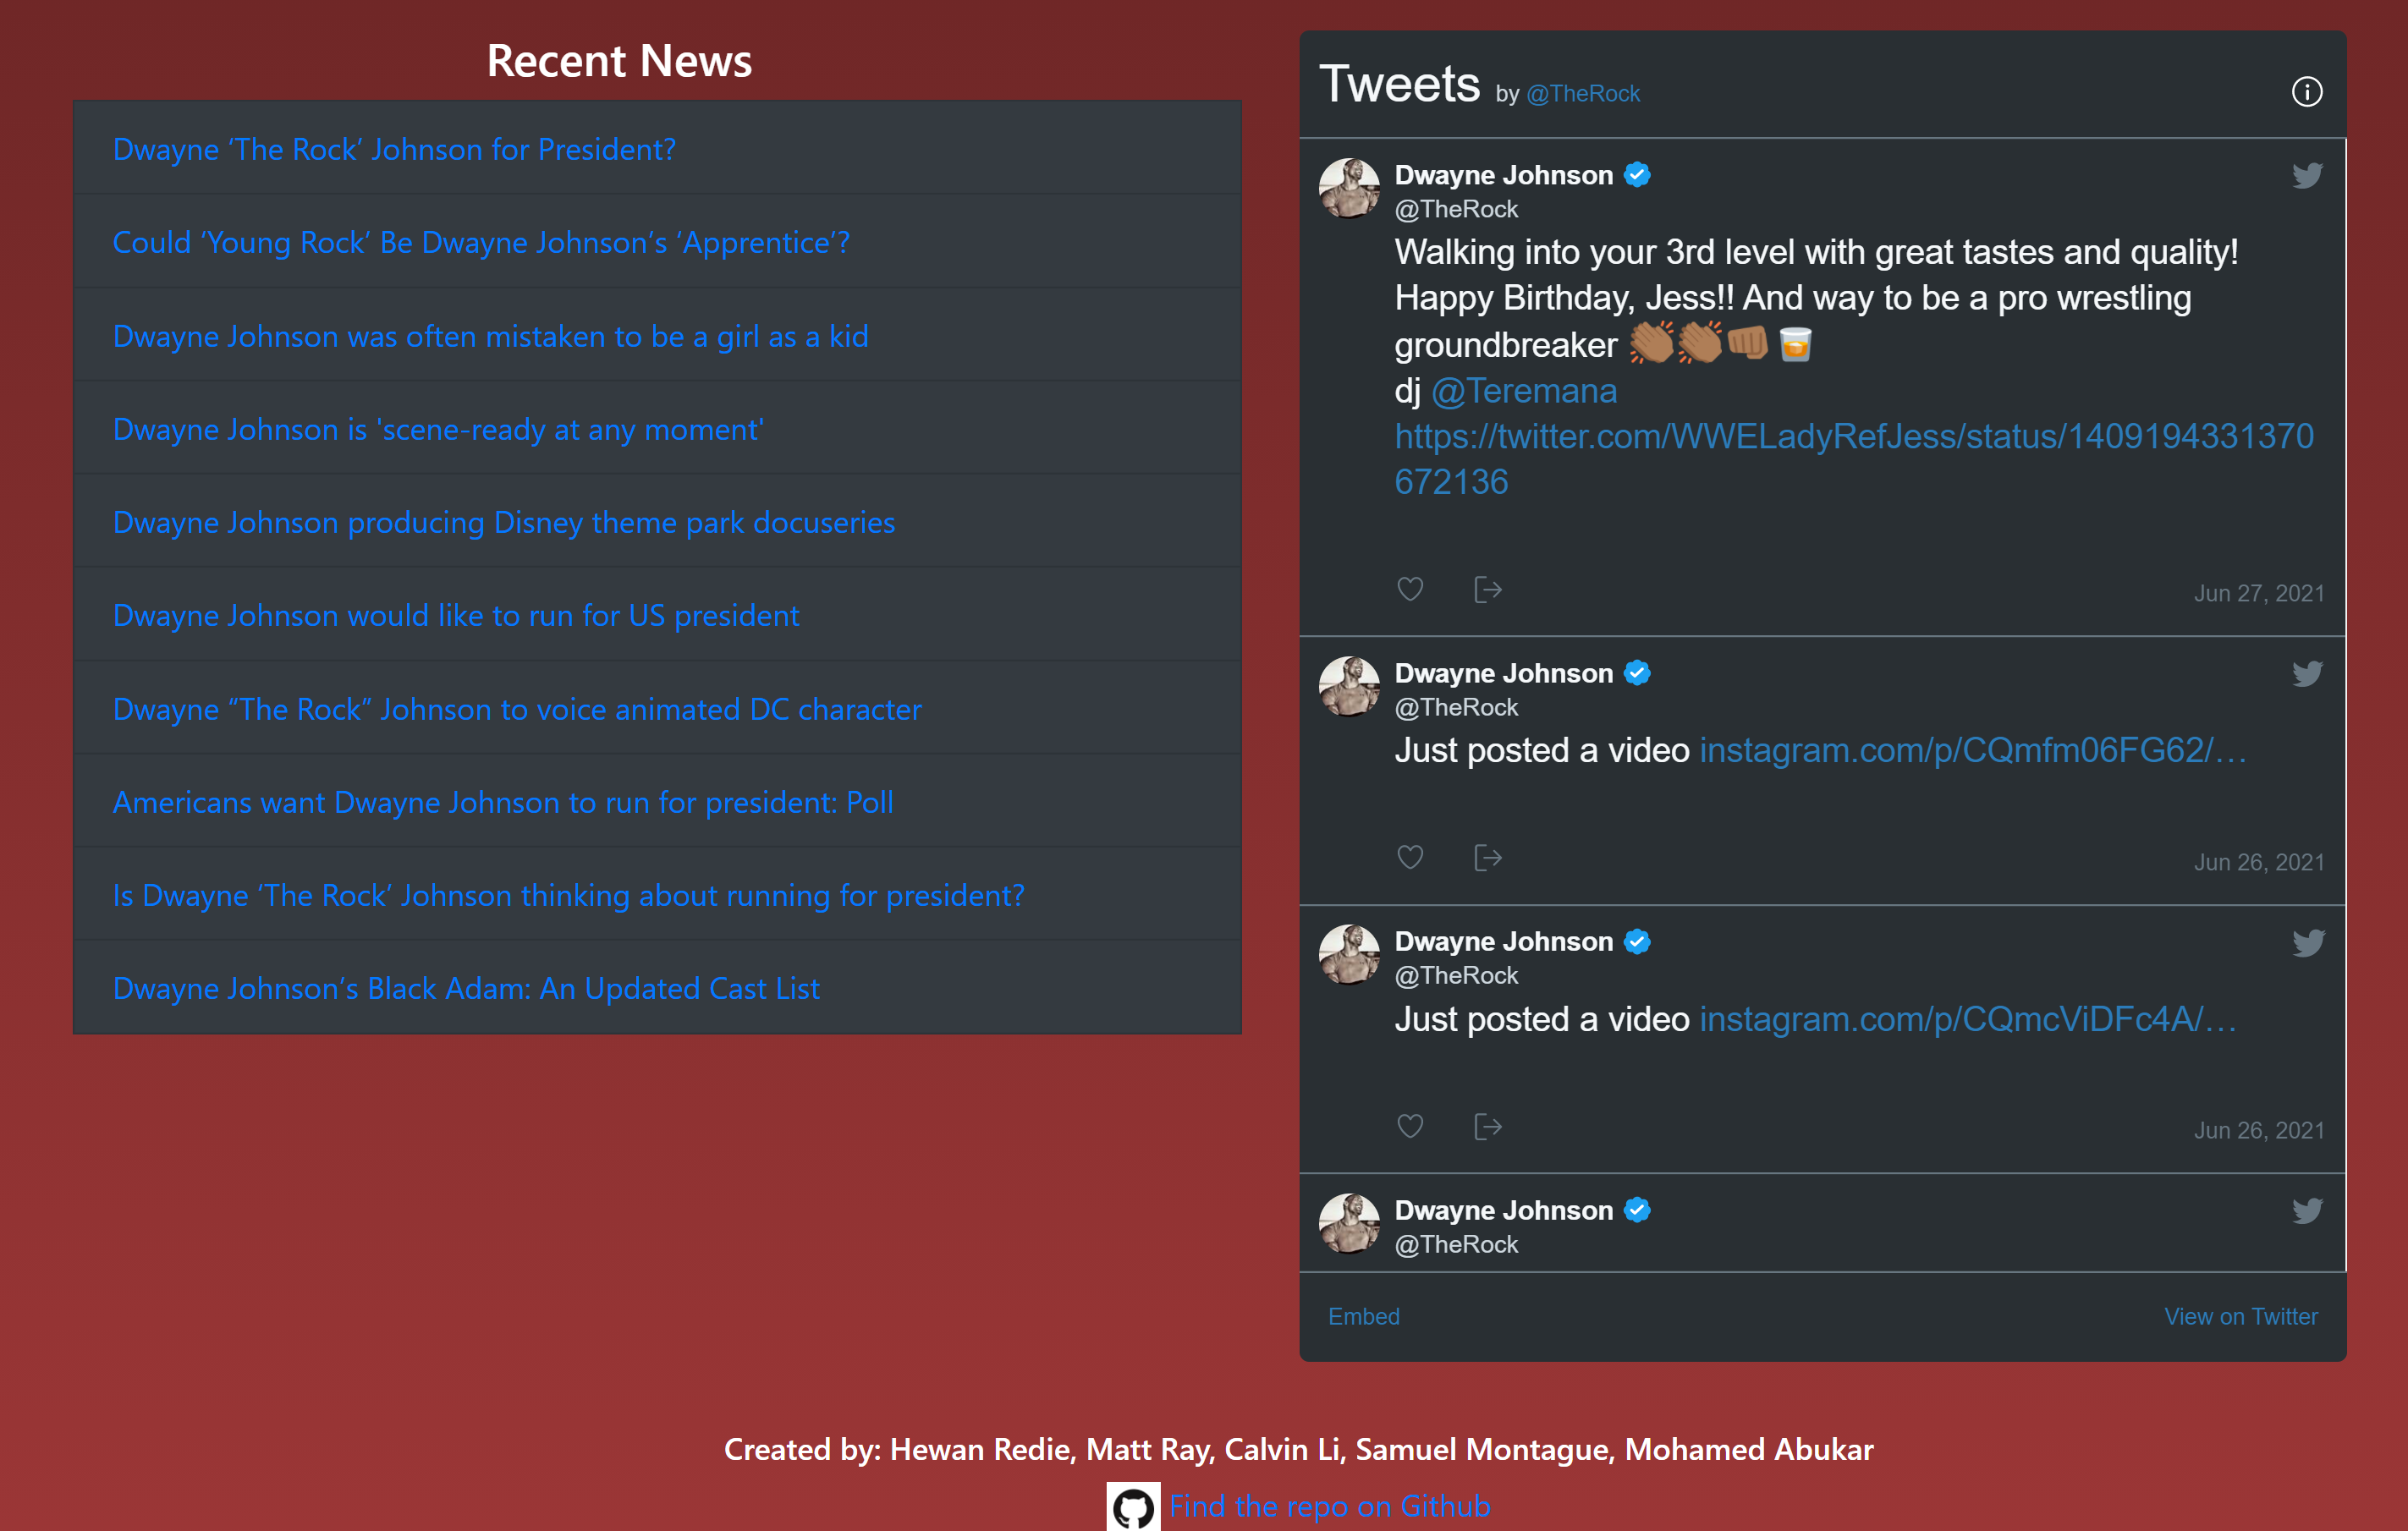 Recent News
Dwayne ‘The Rock’ Johnson for President?
Could ‘Young Rock’ Be Dwayne Johnson’s ‘Apprentice’?
Dwayne Johnson was often mistaken to be a girl as a kid
Dwayne Johnson is 'scene-ready at any moment'
Dwayne Johnson producing Disney theme park docuseries
Dwayne Johnson would like to run for US president
Dwayne “The Rock” Johnson to voice animated DC character
Americans want Dwayne Johnson to run for president: Poll
Is Dwayne ‘The Rock’ Johnson thinking about running for president?
Dwayne Johnson’s Black Adam: An Updated Cast List
Tweets by @TheRock
Dwayne Johnson
@TheRock
Walking into your 3rd level with great tastes and quality!
Happy Birthday, Jess!! And way to be a pro wrestling
groundbreaker 👏🏽👏🏽👊🏽🥃
dj @Teremana
https://twitter.com/WWELadyRefJess/status/1409194331370
672136
Jun 27, 2021
Dwayne Johnson
@TheRock
Just posted a video instagram.com/p/CQmfm06FG62/…
Jun 26, 2021
Dwayne Johnson
@TheRock
Just posted a video instagram.com/p/CQmcViDFc4A/…
Jun 26, 2021
Dwayne Johnson
@TheRock
Embed
View on Twitter
Created by: Hewan Redie, Matt Ray, Calvin Li, Samuel Montague, Mohamed Abukar
Find the repo on Github